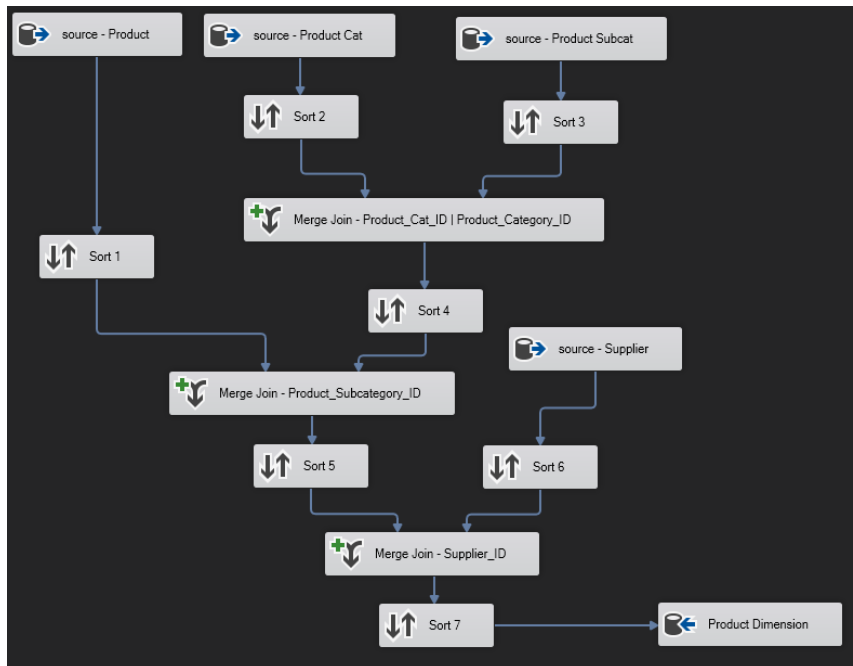 source - Product
source - Product Cat
source - Product Subcat
Sort 2
Sort 3
Merge Join - Product_Cat_ID | Product_Category_ID
Sort 1
Sort 4
source - Supplier
Merge Join - Product_Subcategory_ID
Sort 5
Sort 6
Merge Join - Supplier_ID
Sort 7
Product Dimension